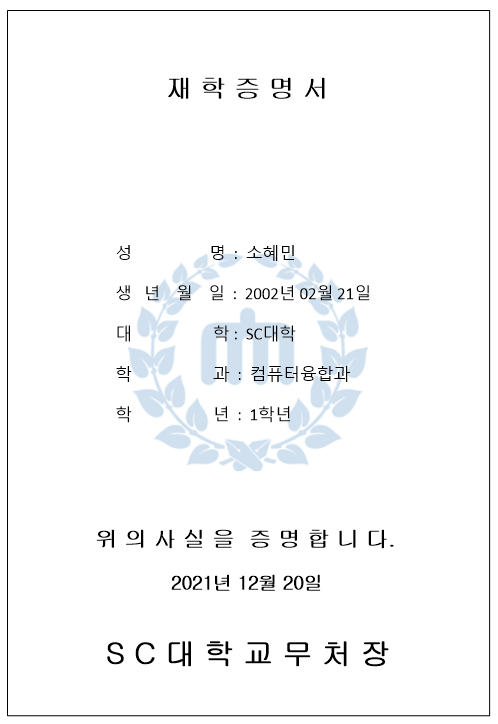 재 학 증 명 서
성 명 : 소혜민
생 년 월 일 : 2002년 02월 21일
대 학 : SC대학
학 과 : 컴퓨터융합과
학 년 : 1학년
위 의 사 실 을 증 명 합 니 다.
2021년 12월 20일
S C 대 학 교 무 처 장